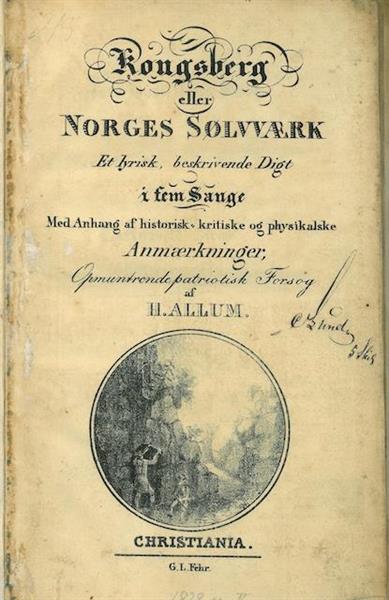 Kongsberg
eller
NORGES SØLVVÆRK
Et lyrisk, beskrivende Digt
i fem Sange
Med Anhang af historisk-kritiske og physikalske
Anmærkninger,
Opmuntrende patriotisk Forsøg
af
H. ALLUM.
CHRISTIANIA.
G. L. Fehr.